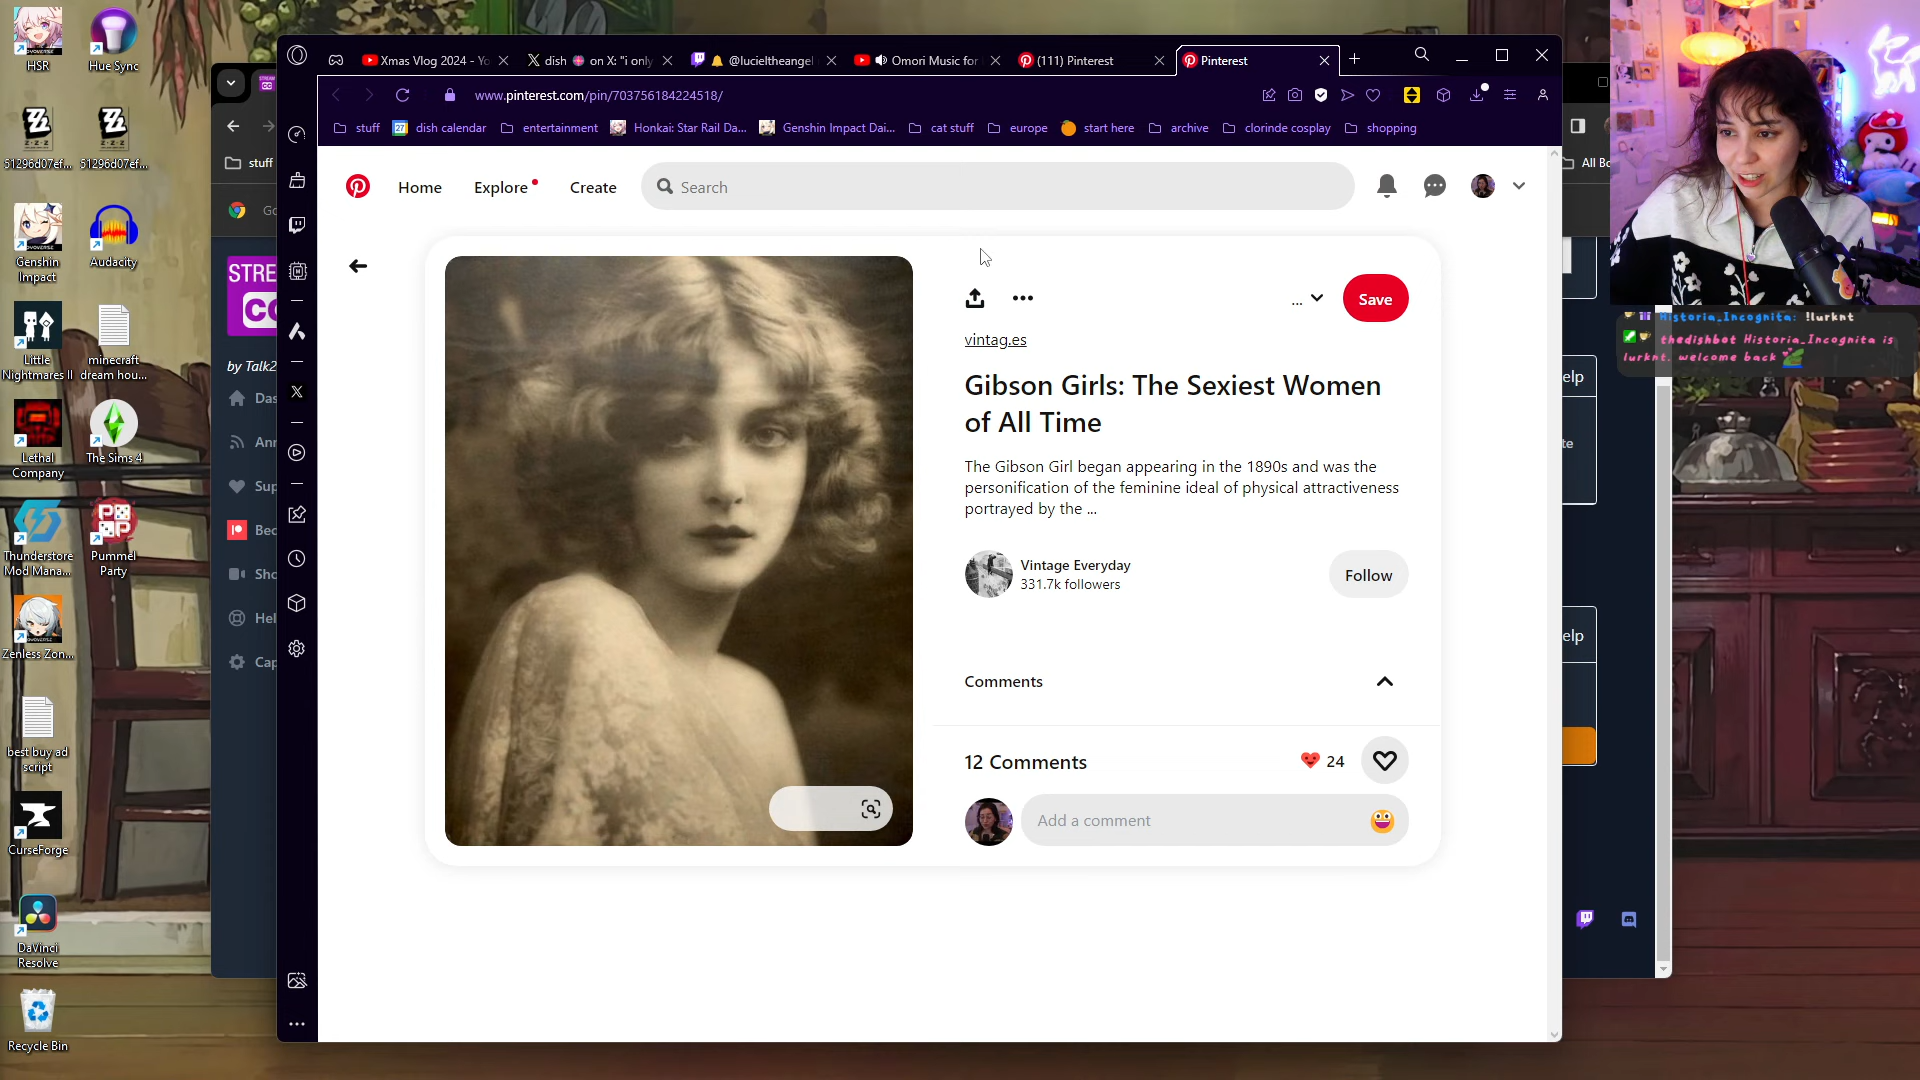 HSR
Hue Sync
51296d07ef...
51296d07ef...
Genshin
Impact
Audacity
Little
Nightmares II
minecraft
dream hou...
Lethal
Company
The Sims 4
Thunderstore
Mod Mana...
Pummel
Party
Zenless Zon...
best buy ad
script
CurseForge
DaVinci
Resolve
Recycle Bin
stuff
STRE
by Talk2
Xmas Vlog 2024 - Yo
dish on X: "i only
@lucieltheangel
Omori Music for
(111) Pinterest
Pinterest
www.pinterest.com/pin/703756184224518/
stuff
27
dish calendar
entertainment
Honkai: Star Rail Da...
Genshin Impact Dai...
cat stuff
europe
start here
archive
clorinde cosplay
shopping
Home
Explore
Create
Search
... 
Save
vintag.es
Gibson Girls: The Sexiest Women
of All Time
The Gibson Girl began appearing in the 1890s and was the
personification of the feminine ideal of physical attractiveness
portrayed by the ...
Vintage Everyday
331.7k followers
Follow
Comments
12 Comments
24
Add a comment
All Bo
elp
te
elp
Historia_Incognita: !lurknt
thedishbot Historia_Incognita is
lurknt. welcome back